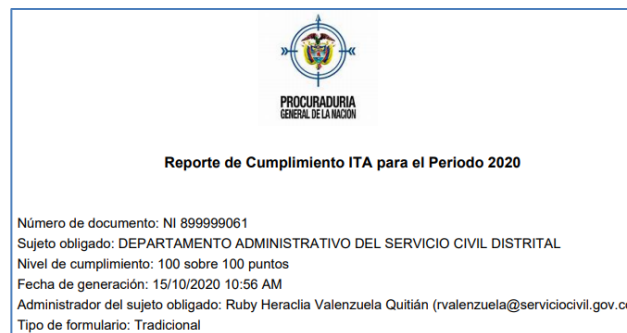 PROCURADURIA
GENERAL DE LA NACION
Reporte de Cumplimiento ITA para el Periodo 2020
Número de documento: NI 899999061
Sujeto obligado: DEPARTAMENTO ADMINISTRATIVO DEL SERVICIO CIVIL DISTRITAL
Nivel de cumplimiento: 100 sobre 100 puntos
Fecha de generación: 15/10/2020 10:56 AM
Administrador del sujeto obligado: Ruby Heraclia Valenzuela Quitián (rvalenzuela@serviciocivil.gov.co
Tipo de formulario: Tradicional